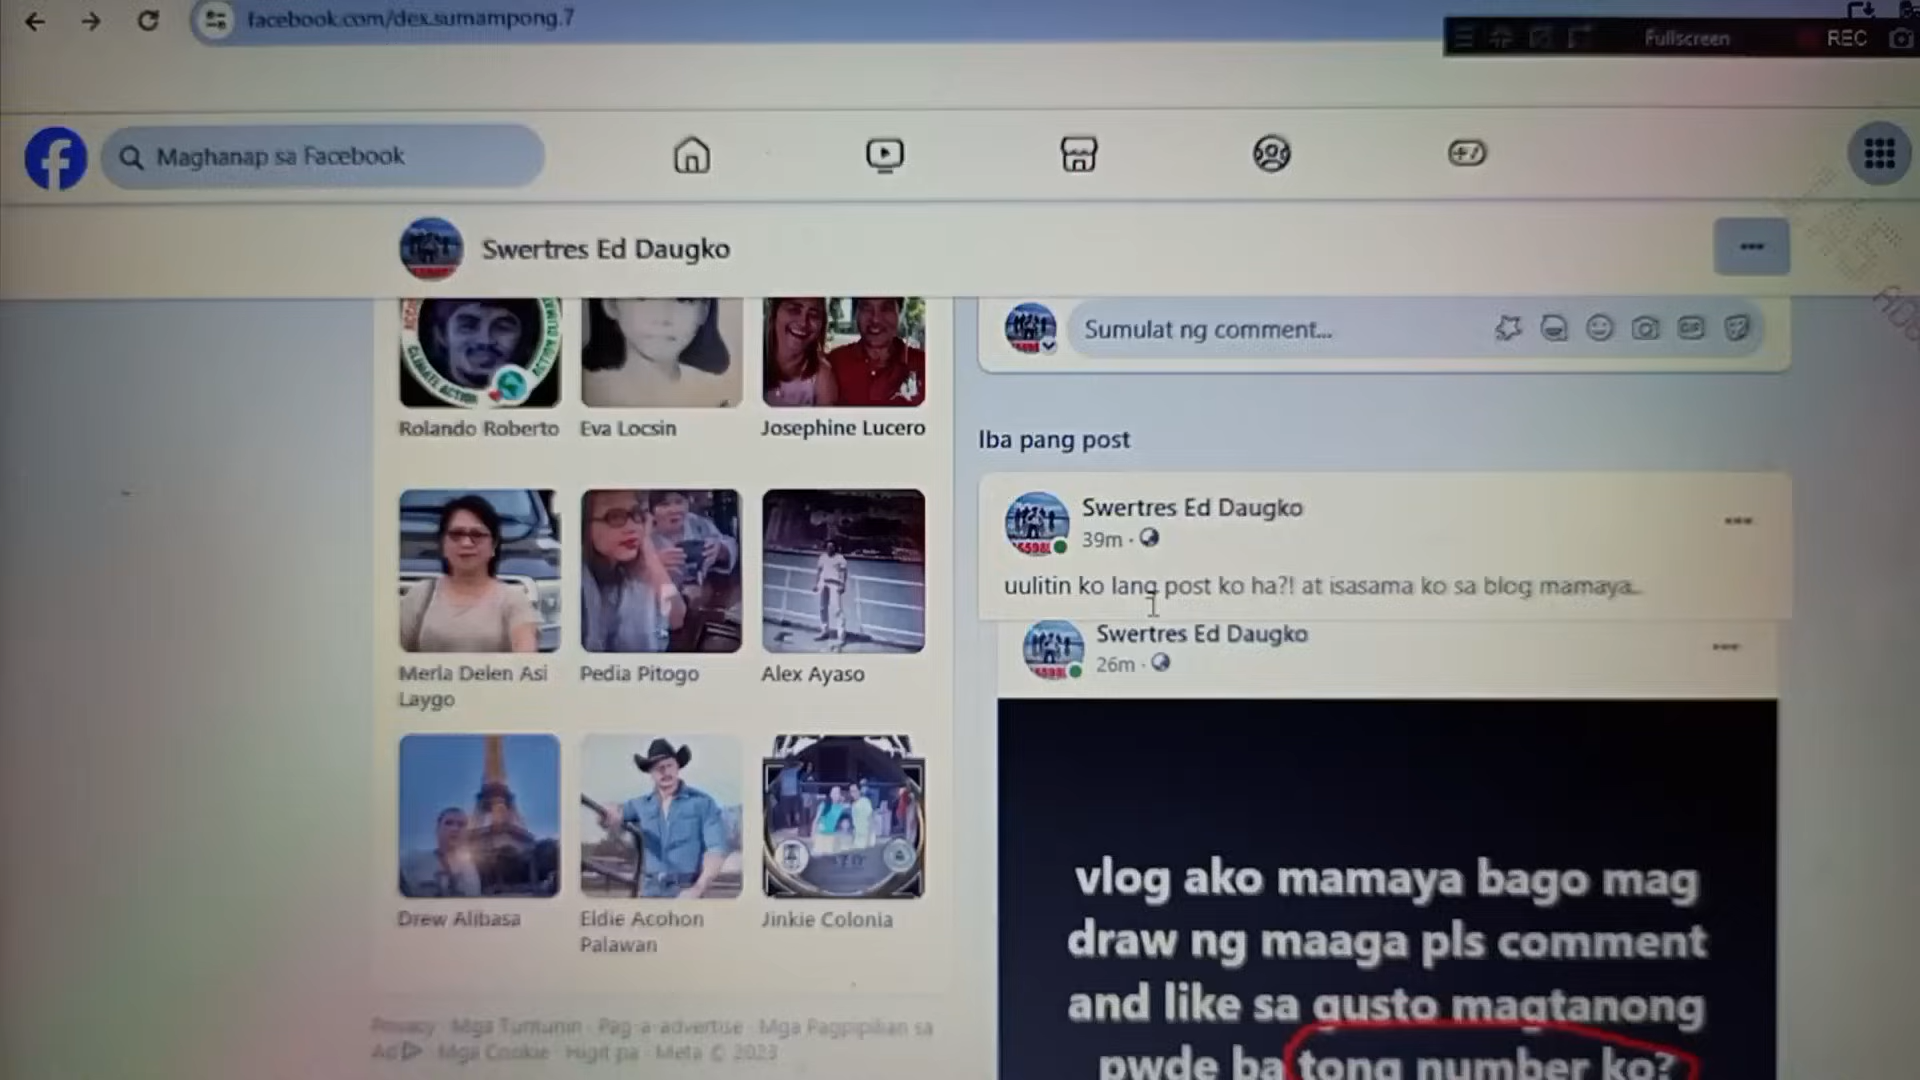 facebook.com/dex.sumampong.7
Fullscreen
REC
Maghanap sa Facebook
Swertres Ed Daugko
CLIMATE ACTION
Rolando Roberto
Eva Locsin
Josephine Lucero
Merla Delen Asi
Laygo
Pedia Pitogo
Alex Ayaso
Drew Alibasa
Eldie Acohon
Palawan
Jinkie Colonia
Privacy · Mga Tuntunin · Pag-a-advertise · Mga Pagpipilian sa
Ad · Mga Cookie · Higit pa · Meta © 2023
Sumulat ng comment...
GIF
Iba pang post
Swertres Ed Daugko
39m ·
uulitin ko lang post ko ha?! at isasama ko sa blog mamaya..
Swertres Ed Daugko
26m ·
vlog ako mamaya bago mag
draw ng maaga pls comment
and like sa gusto magtanong
pwde ba tong number ko?